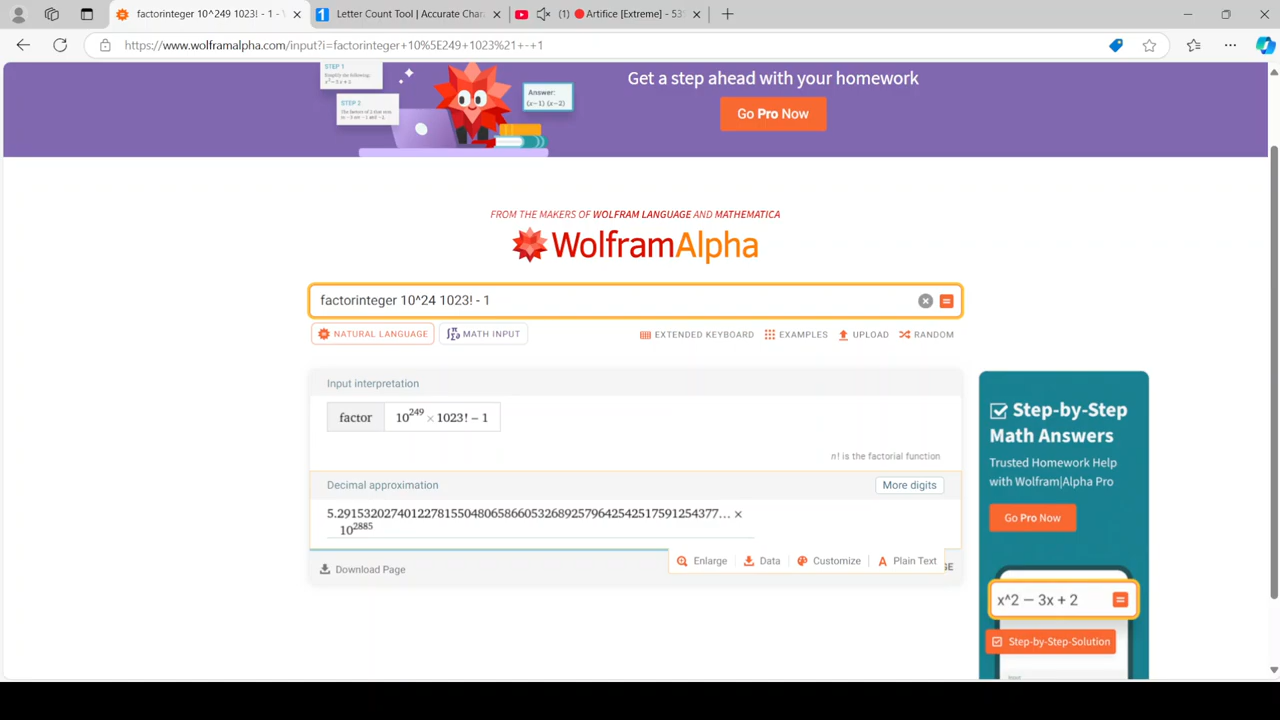 factorinteger 10^249 1023! - 1 - W
Letter Count Tool | Accurate Chara
(1) 🔴Artifice [Extreme] - 53
https://www.wolframalpha.com/input?i=factorinteger+10%5E249+1023%21+-+1
STEP 1
STEP 2
Answer:
(x−1) (x−2)
Get a step ahead with your homework
Go Pro Now
FROM THE MAKERS OF WOLFRAM LANGUAGE AND MATHEMATICA
WolframAlpha
factorinteger 10^24 1023! - 1
NATURAL LANGUAGE
MATH INPUT
EXTENDED KEYBOARD
EXAMPLES
UPLOAD
RANDOM
Input interpretation
factor 10^249 × 1023! − 1
n! is the factorial function
Decimal approximation
More digits
5.2915320274012278155048065866053268925796425425175912543​77... ×
10^2885
Enlarge
Data
Customize
A Plain Text
Download Page
GE
Step-by-Step
Math Answers
Trusted Homework Help
with Wolfram|Alpha Pro
Go Pro Now
x^2 — 3x + 2
Step-by-Step-Solution